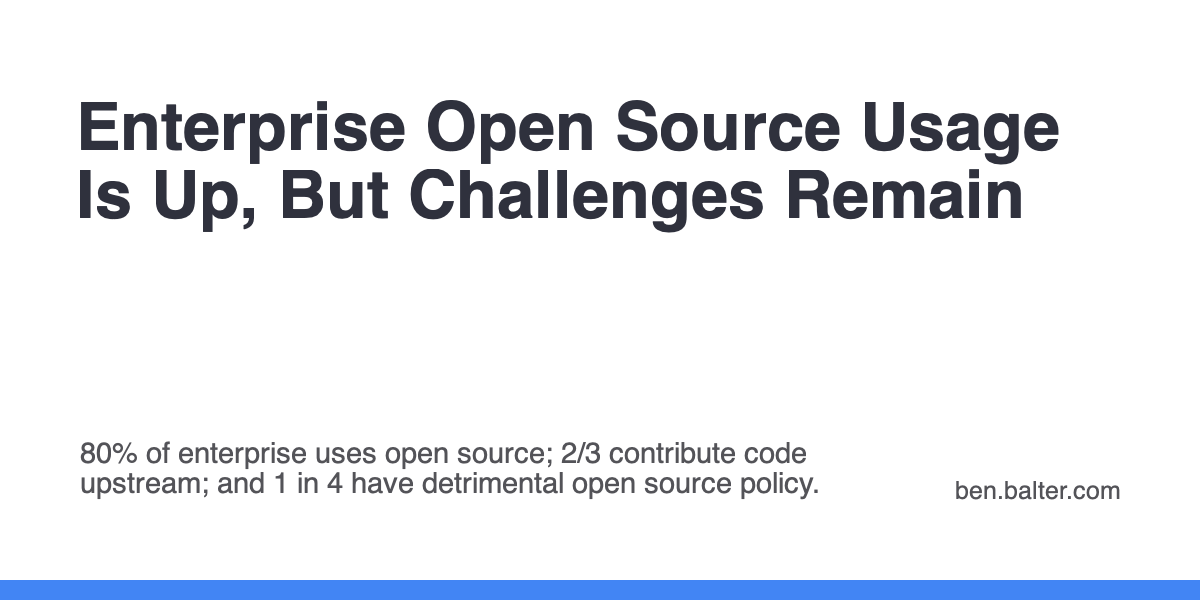 Enterprise Open Source Usage
Is Up, But Challenges Remain
80% of enterprise uses open source; 2/3 contribute code
upstream; and 1 in 4 have detrimental open source policy.
ben.balter.com